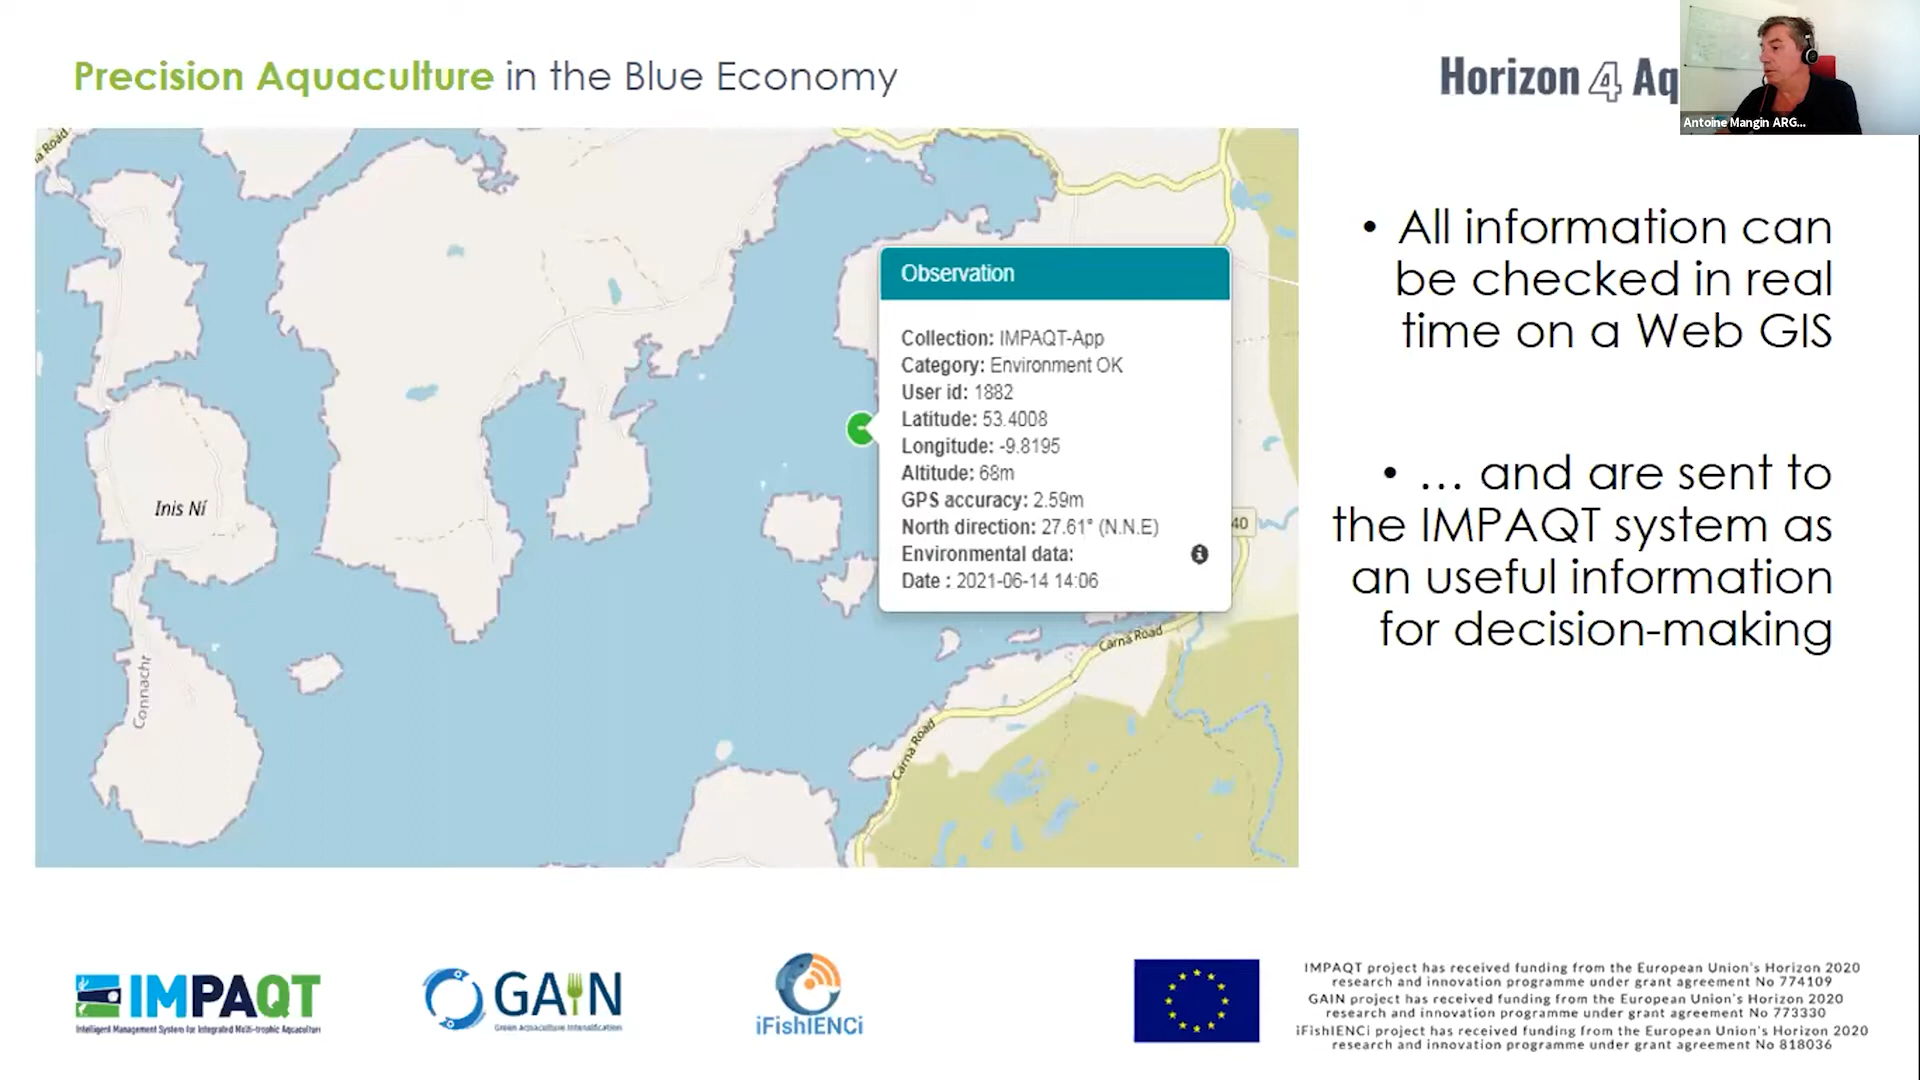 Precision Aquaculture in the Blue Economy
Horizon 4 Aq
Antoine Mangin ARG...
a Road
Inis Ní
Connacht
Carna Road
Carna Road
40
Observation
Collection: IMPAQT-App
Category: Environment OK
User id: 1882
Latitude: 53.4008
Longitude: -9.8195
Altitude: 68m
GPS accuracy: 2.59m
North direction: 27.61° (N.N.E)
Environmental data:
Date : 2021-06-14 14:06
• All information can
be checked in real
time on a Web GIS
• ... and are sent to
the IMPAQT system as
an useful information
for decision-making
IMPAQT
Intelligent Management System for Integrated Multi-trophic Aquaculture
GAIN
Green Aquaculture Intensification
iFishIENCi
IMPAQT project has received funding from the European Union's Horizon 2020
research and innovation programme under grant agreement No 774109
GAIN project has received funding from the European Union's Horizon 2020
research and innovation programme under grant agreement No 773330
iFishIENCi project has received funding from the European Union's Horizon 2020
research and innovation programme under grant agreement No 818036